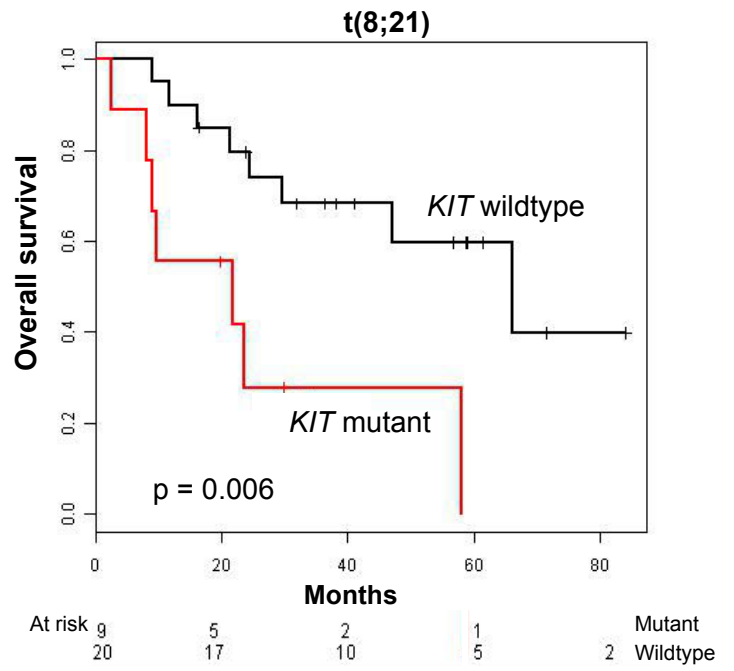 t(8;21)
Overall survival
1.0
0.8
0.6
0.4
0.2
0.0
KIT wildtype
KIT mutant
p = 0.006
0 20 40 60 80
Months
At risk 9 5 2 1 Mutant
20 17 10 5 2 Wildtype